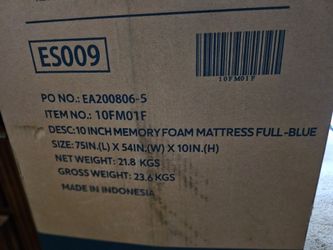 ES009
10FM01F
PO NO.: EA200806-5
ITEM NO.: 10FM01F
DESC: 10 INCH MEMORY FOAM MATTRESS FULL-BLUE
SIZE: 75IN.(L) X 54IN.(W) X 10IN.(H)
NET WEIGHT: 21.8 KGS
GROSS WEIGHT: 23.6 KGS
MADE IN INDONESIA